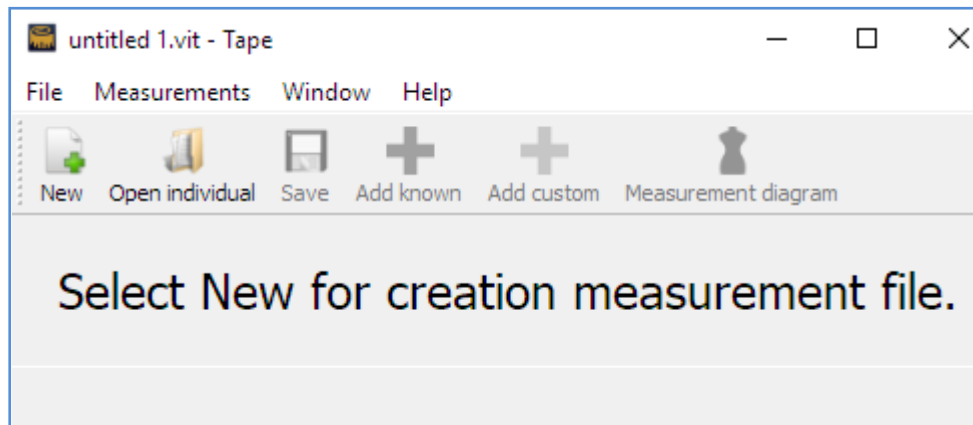 untitled 1.vit - Tape
File Measurements Window Help
New Open individual Save Add known Add custom Measurement diagram
Select New for creation measurement file.